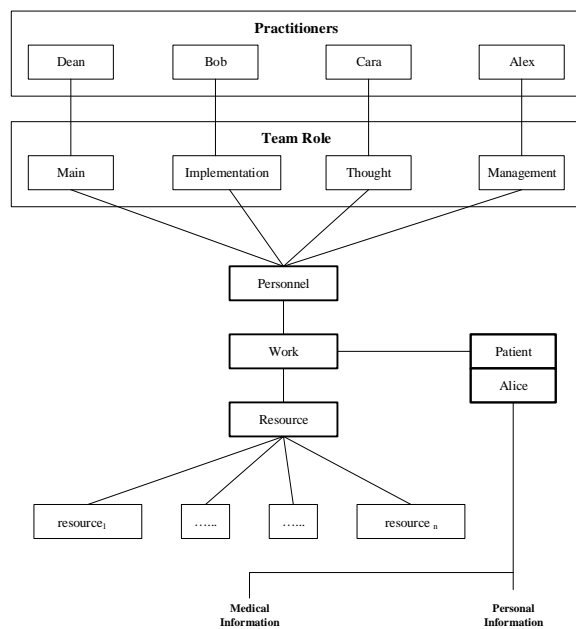 Practitioners
Dean Bob Cara Alex
Team Role
Main Implementation Thought Management
Personnel
Work Patient
Alice
Resource
resource1 …... …... resource n
Medical Personal
Information Information